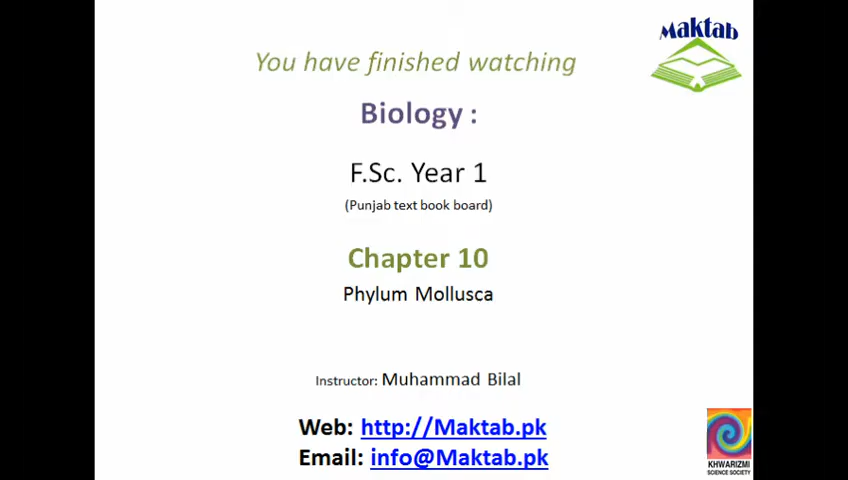 Maktab
You have finished watching
Biology :
F.Sc. Year 1
(Punjab text book board)
Chapter 10
Phylum Mollusca
Instructor: Muhammad Bilal
Web: http://Maktab.pk
Email: info@Maktab.pk
KHWARIZMI
SCIENCE SOCIETY